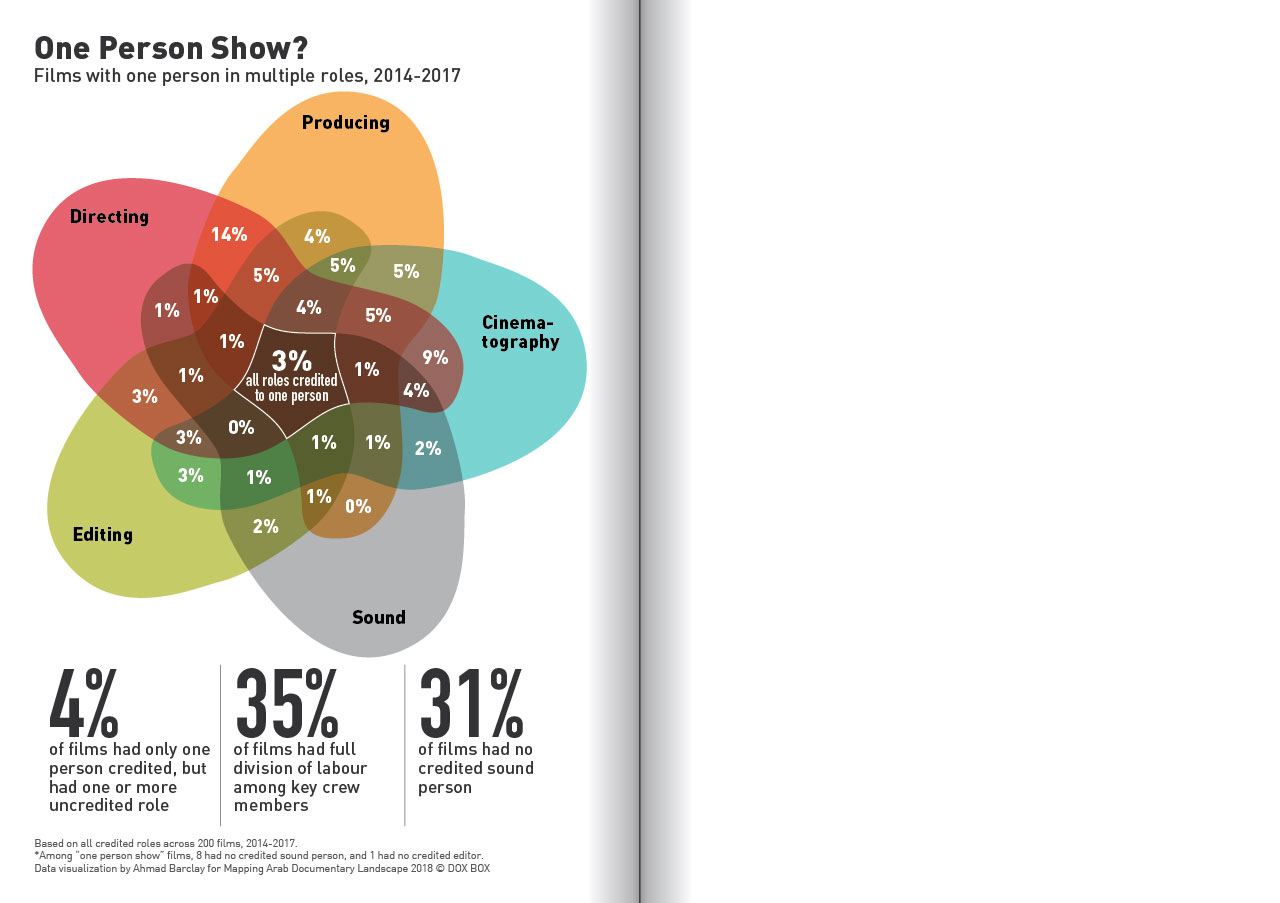 One Person Show?
Films with one person in multiple roles, 2014-2017
Producing
Directing
14%
4%
5%
5%
5%
1%
1%
4%
5%
Cinema-
tography
1%
3%
all roles credited
to one person
1%
9%
1%
4%
3%
0%
3%
1%
1%
2%
3%
1%
1%
0%
2%
Editing
Sound
4%
of films had only one
person credited, but
had one or more
uncredited role
35%
of films had full
division of labour
among key crew
members
31%
of films had no
credited sound
person
Based on all credited roles across 200 films, 2014-2017.
*Among "one person show" films, 8 had no credited sound person, and 1 had no credited editor.
Data visualization by Ahmad Barclay for Mapping Arab Documentary Landscape 2018 © DOX BOX